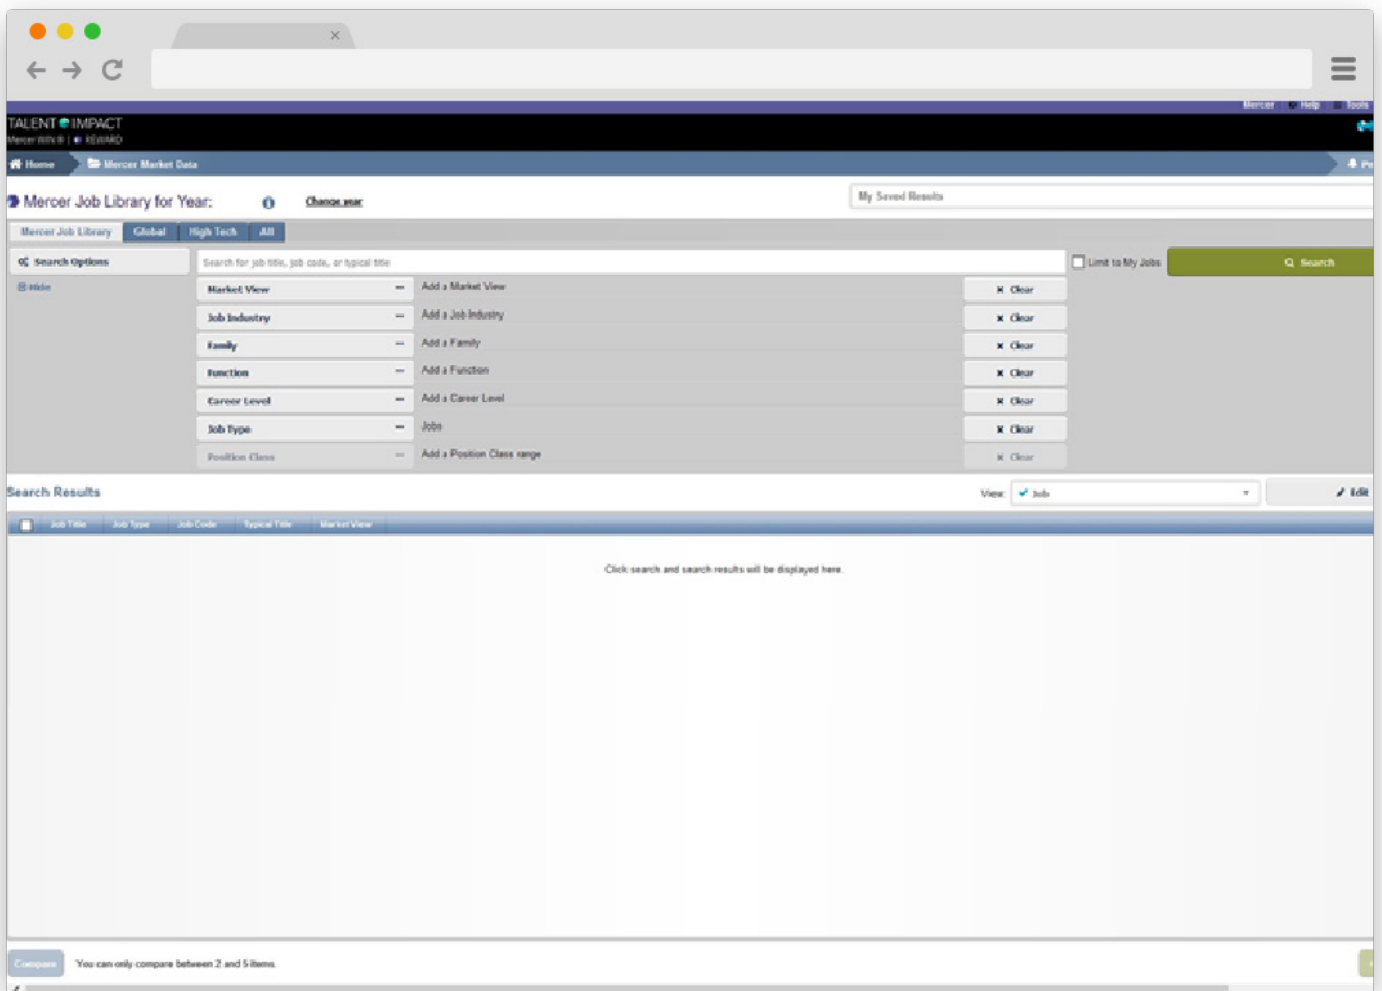 Mercer Help Tools
TALENT IMPACT
Mercer WIN® | REWARD
Home Mercer Market Data
Mercer Job Library for Year: Change year My Saved Results
Mercer Job Library Global High Tech All
Search Options Search for job title, job code, or typical title Limit to My Jobs Search
Hide
Market View Add a Market View Clear
Job Industry Add a Job Industry Clear
Family Add a Family Clear
Function Add a Function Clear
Career Level Add a Career Level Clear
Job Type Jobs Clear
Position Class Add a Position Class range Clear
Search Results View: Job Edit
Job Title Job Type Job Code Typical Title Market View
Click search and search results will be displayed here.
Compare You can only compare between 2 and 5 items.